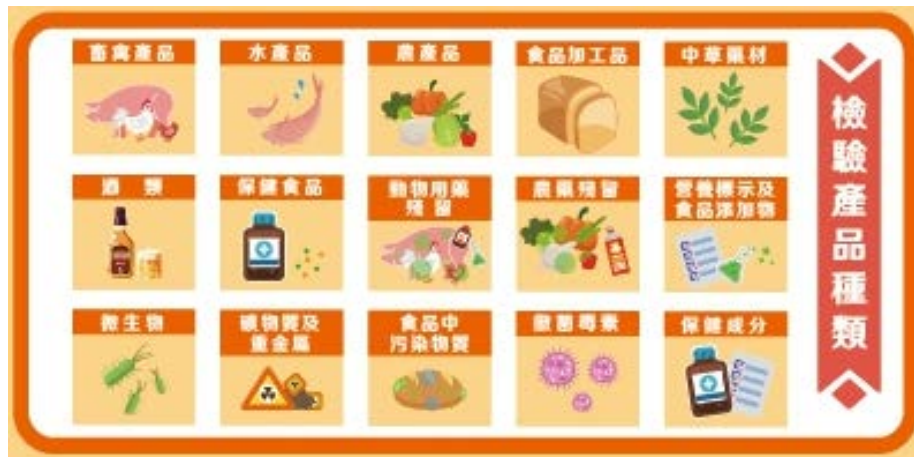 畜禽產品
水產品
農產品
食品加工品
中草藥材
酒 類
保健食品
動物用藥
殘留
農藥殘留
營養標示及
食品添加物
微生物
礦物質及
重金屬
食品中
污染物質
黴菌毒素
保健成分
檢驗產品種類